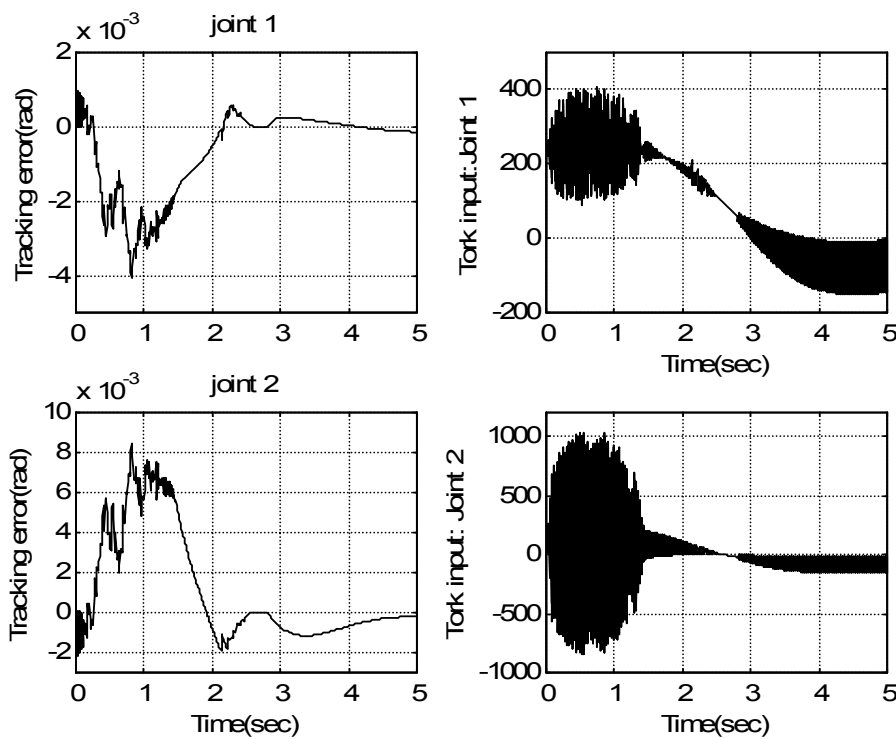 x 10⁻³
joint 1
2
0
-2
-4
Tracking error(rad)
0 1 2 3 4 5
400
200
0
-200
Tork input:Joint 1
0 1 2 3 4 5
Time(sec)
x 10⁻³
joint 2
10
8
6
4
2
0
-2
Tracking error(rad)
0 1 2 3 4 5
Time(sec)
1000
500
0
-500
-1000
Tork input: Joint 2
0 1 2 3 4 5
Time(sec)